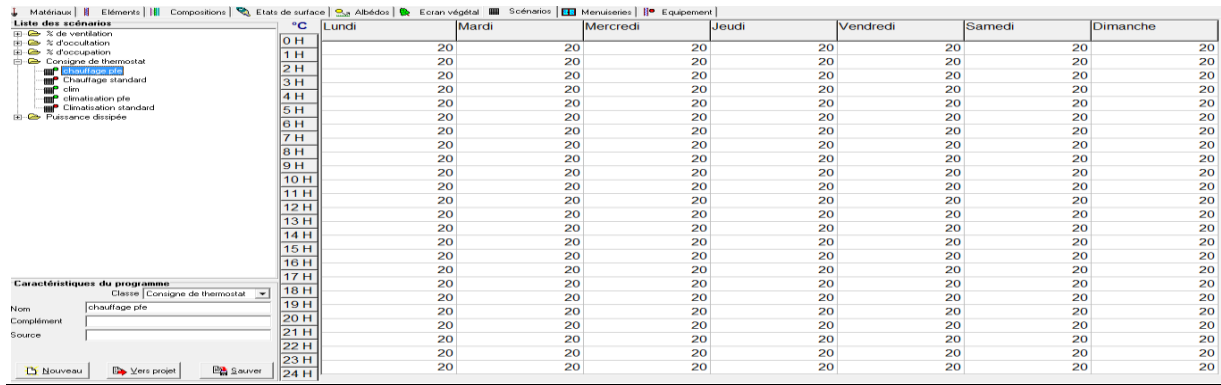 Matériaux Eléments Compositions Etats de surface Albédos Ecran végétal Scénarios Menuiseries Equipement
Liste des scénarios
% de ventilation
% d'occultation
% d'occupation
Consigne de thermostat
chauffage pfe
Chauffage standard
clim
climatisation pfe
Climatisation standard
Puissance dissipée
Caractéristiques du programme
Classe Consigne de thermostat
Nom chauffage pfe
Complément
Source
Nouveau Vers projet Sauver
°C Lundi Mardi Mercredi Jeudi Vendredi Samedi Dimanche
0 H
20 20 20 20 20 20 20
1 H
20 20 20 20 20 20 20
2 H
20 20 20 20 20 20 20
3 H
20 20 20 20 20 20 20
4 H
20 20 20 20 20 20 20
5 H
20 20 20 20 20 20 20
6 H
20 20 20 20 20 20 20
7 H
20 20 20 20 20 20 20
8 H
20 20 20 20 20 20 20
9 H
20 20 20 20 20 20 20
10 H
20 20 20 20 20 20 20
11 H
20 20 20 20 20 20 20
12 H
20 20 20 20 20 20 20
13 H
20 20 20 20 20 20 20
14 H
20 20 20 20 20 20 20
15 H
20 20 20 20 20 20 20
16 H
20 20 20 20 20 20 20
17 H
20 20 20 20 20 20 20
18 H
20 20 20 20 20 20 20
19 H
20 20 20 20 20 20 20
20 H
20 20 20 20 20 20 20
21 H
20 20 20 20 20 20 20
22 H
20 20 20 20 20 20 20
23 H
20 20 20 20 20 20 20
24 H